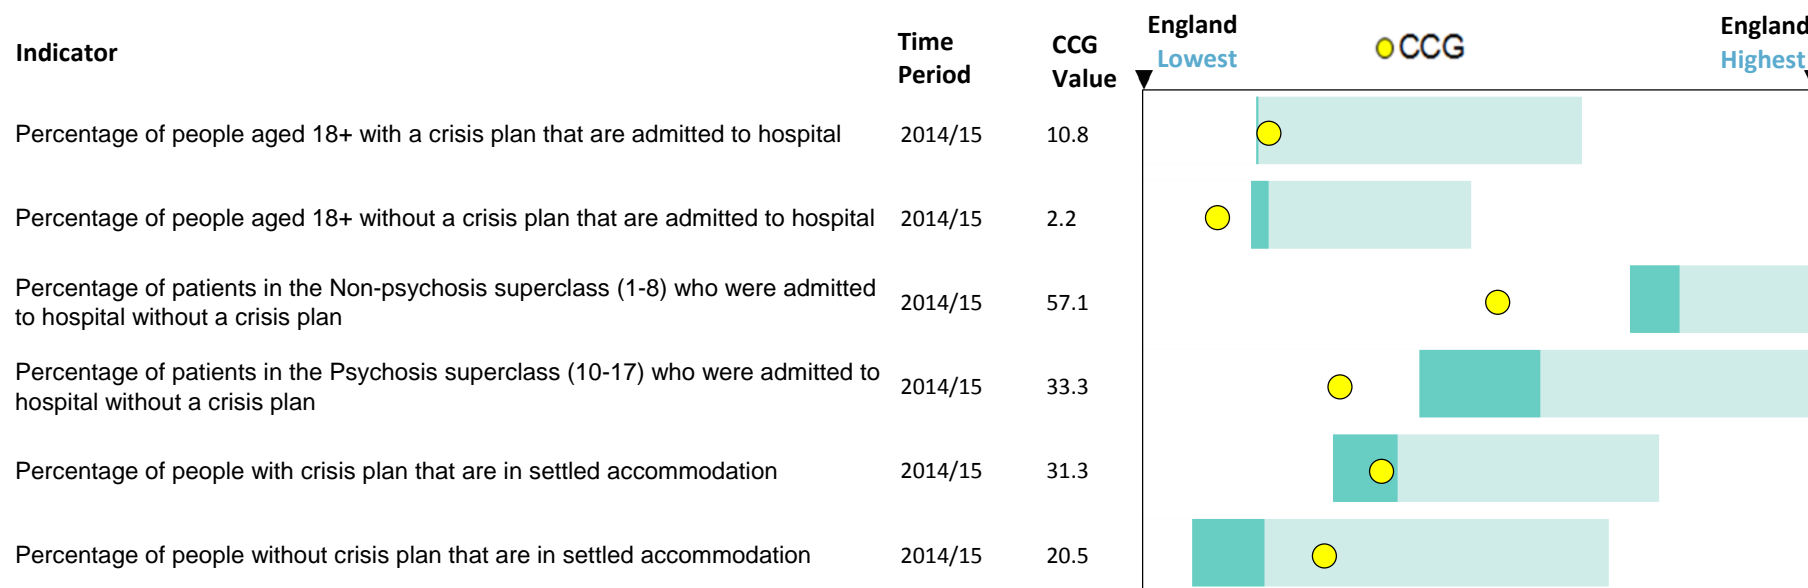 Indicator
Time Period
CCG Value
England Lowest
CCG
England Highest
Percentage of people aged 18+ with a crisis plan that are admitted to hospital 2014/15 10.8
Percentage of people aged 18+ without a crisis plan that are admitted to hospital 2014/15 2.2
Percentage of patients in the Non-psychosis superclass (1-8) who were admitted
to hospital without a crisis plan
2014/15 57.1
Percentage of patients in the Psychosis superclass (10-17) who were admitted to
hospital without a crisis plan
2014/15 33.3
Percentage of people with crisis plan that are in settled accommodation 2014/15 31.3
Percentage of people without crisis plan that are in settled accommodation 2014/15 20.5